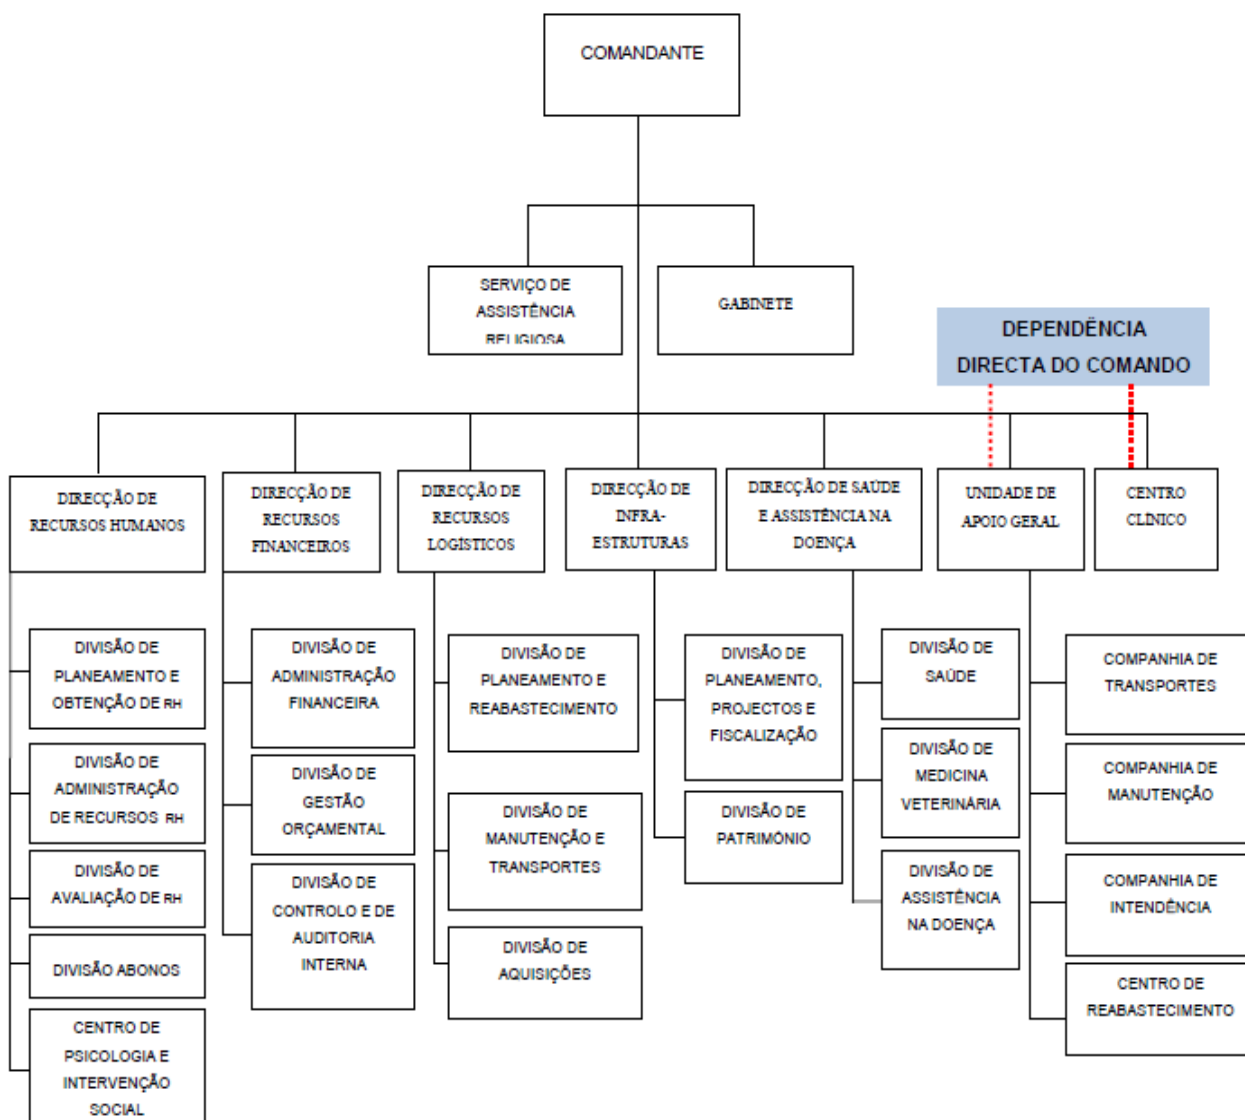 COMANDANTE
SERVIÇO DE
ASSISTÊNCIA
RELIGIOSA
GABINETE
DEPENDÊNCIA
DIRECTA DO COMANDO
DIRECÇÃO DE
RECURSOS HUMANOS
DIRECÇÃO DE
RECURSOS
FINANCEIROS
DIRECÇÃO DE
RECURSOS
LOGÍSTICOS
DIRECÇÃO DE
INFRA-
ESTRUTURAS
DIRECÇÃO DE SAÚDE
E ASSISTÊNCIA NA
DOENÇA
UNIDADE DE
APOIO GERAL
CENTRO
CLÍNICO
DIVISÃO DE
PLANEAMENTO E
OBTENÇÃO DE RH
DIVISÃO DE
ADMINISTRAÇÃO
DE RECURSOS RH
DIVISÃO DE
AVALIAÇÃO DE RH
DIVISÃO ABONOS
CENTRO DE
PSICOLOGIA E
INTERVENÇÃO
SOCIAL
DIVISÃO DE
ADMINISTRAÇÃO
FINANCEIRA
DIVISÃO DE
GESTÃO
ORÇAMENTAL
DIVISÃO DE
CONTROLO E DE
AUDITORIA
INTERNA
DIVISÃO DE
PLANEAMENTO E
REABASTECIMENTO
DIVISÃO DE
MANUTENÇÃO E
TRANSPORTES
DIVISÃO DE
AQUISIÇÕES
DIVISÃO DE
PLANEAMENTO,
PROJECTOS E
FISCALIZAÇÃO
DIVISÃO DE
PATRIMÓNIO
DIVISÃO DE
SAÚDE
DIVISÃO DE
MEDICINA
VETERINÁRIA
DIVISÃO DE
ASSISTÊNCIA
NA DOENÇA
COMPANHIA DE
TRANSPORTES
COMPANHIA DE
MANUTENÇÃO
COMPANHIA DE
INTENDÊNCIA
CENTRO DE
REABASTECIMENTO